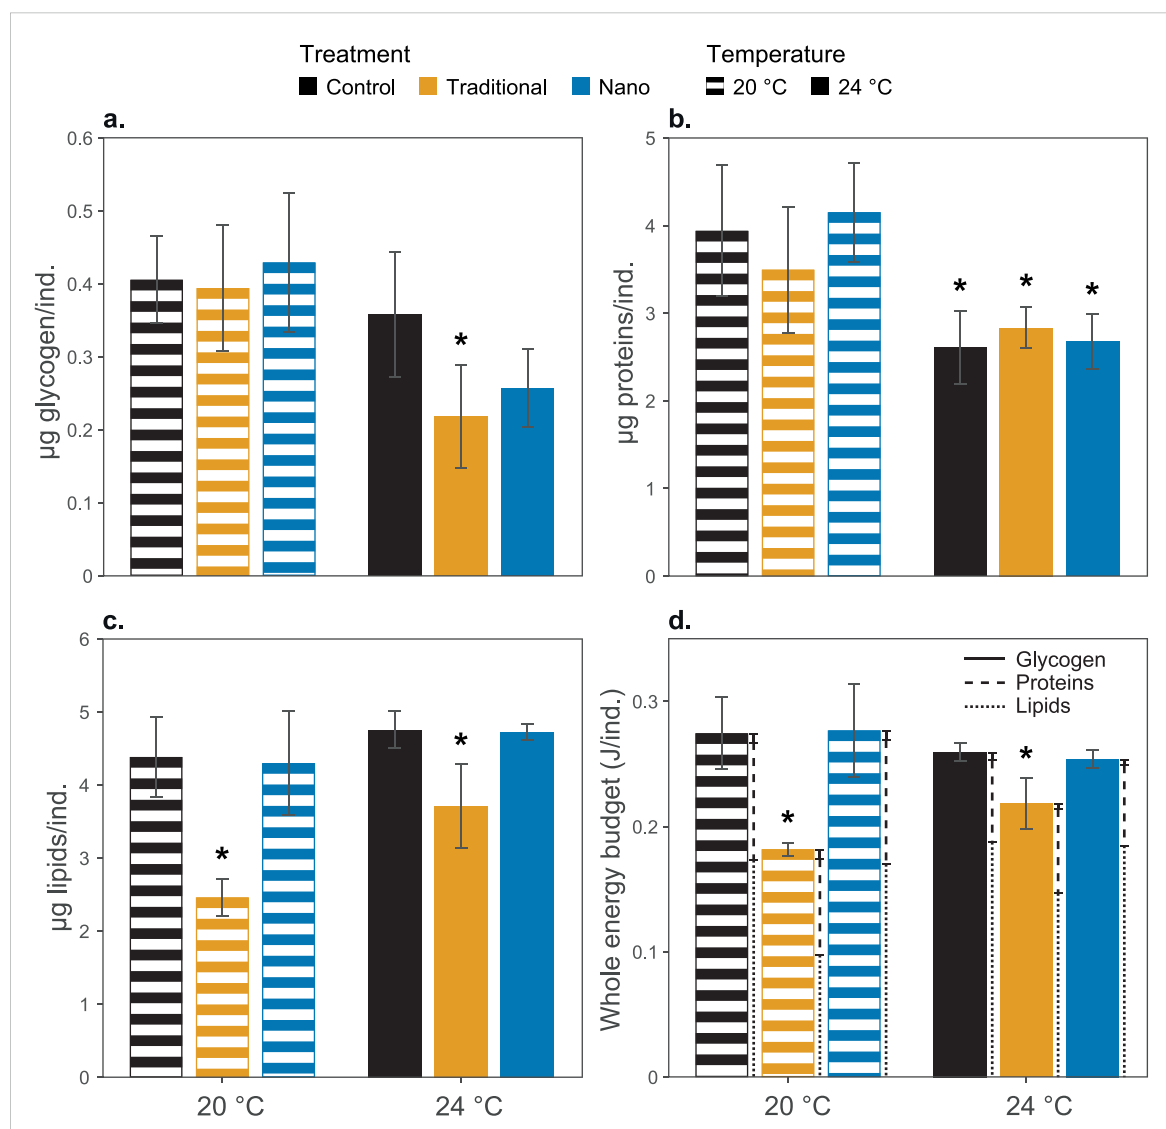 Treatment Temperature
Control Traditional Nano 20 °C 24 °C
a.
0.6
0.5
0.4
0.3
0.2
0.1
0
µg glycogen/ind.
*
b.
5
4
3
2
1
0
µg proteins/ind.
* * *
c.
6
5
4
3
2
1
0
µg lipids/ind.
* *
20 °C 24 °C
d.
Glycogen
Proteins
Lipids
0.3
0.2
0.1
0
Whole energy budget (J/ind.)
* *
20 °C 24 °C